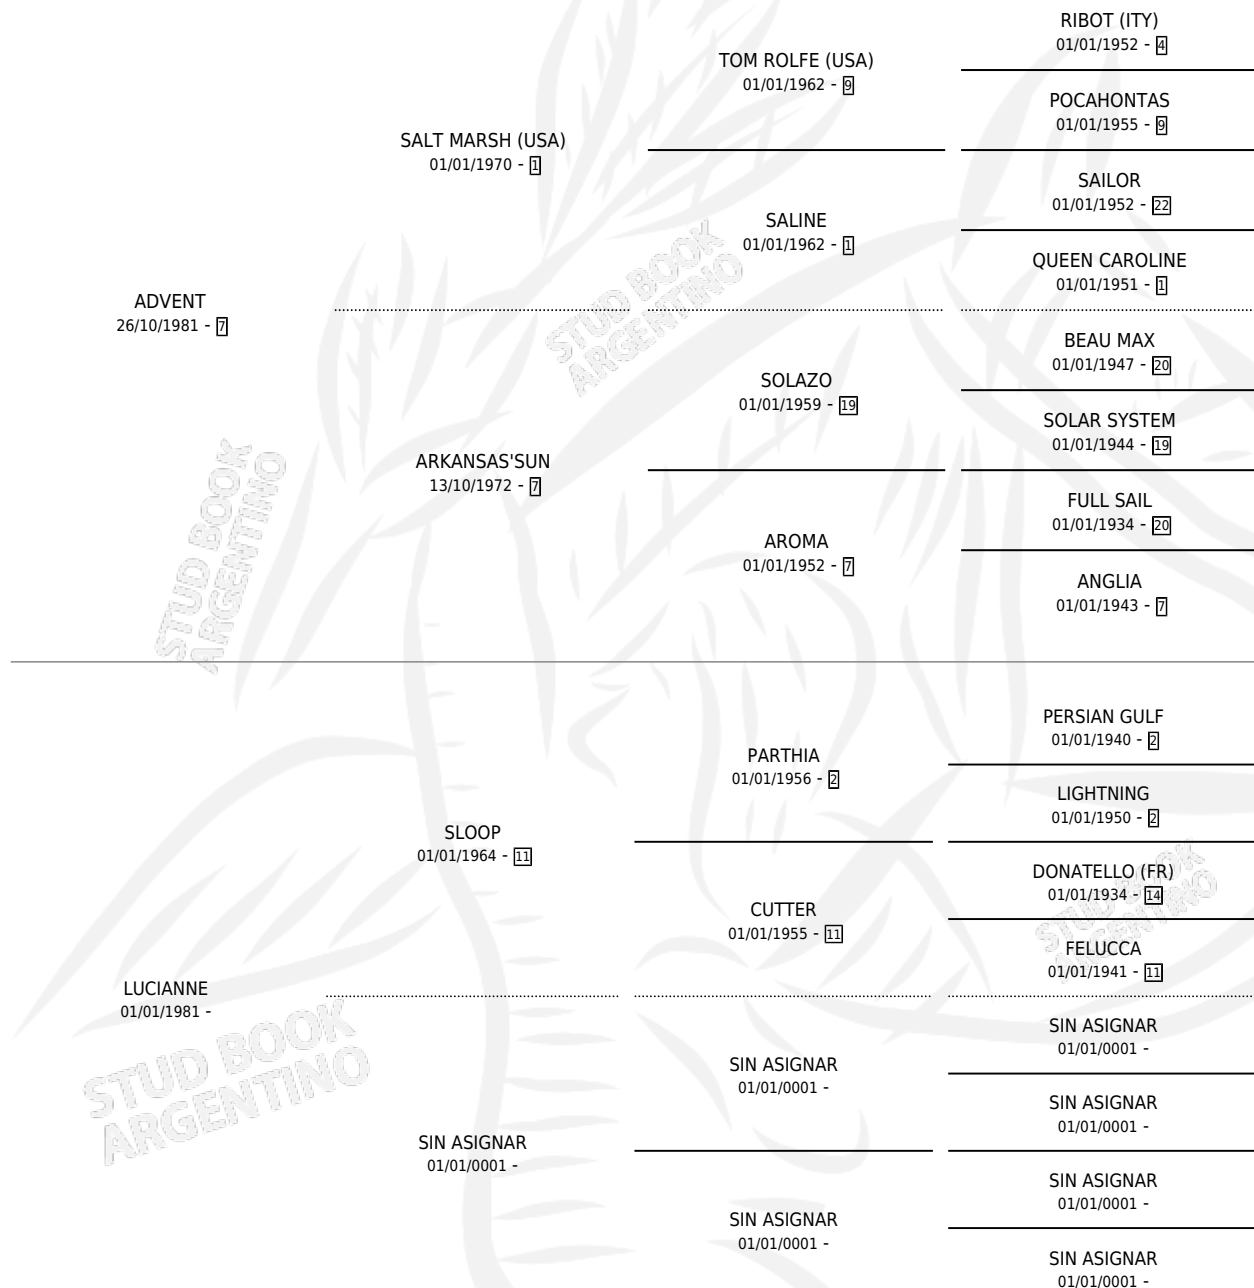 RIBOT (ITY)
01/01/1952 - 4
TOM ROLFE (USA)
01/01/1962 - 9
POCAHONTAS
01/01/1955 - 9
SALT MARSH (USA)
01/01/1970 - 1
SAILOR
01/01/1952 - 22
SALINE
01/01/1962 - 1
QUEEN CAROLINE
01/01/1951 - 1
ADVENT
26/10/1981 - 7
BEAU MAX
01/01/1947 - 20
SOLAZO
01/01/1959 - 19
SOLAR SYSTEM
01/01/1944 - 19
ARKANSAS'SUN
13/10/1972 - 7
FULL SAIL
01/01/1934 - 20
AROMA
01/01/1952 - 7
ANGLIA
01/01/1943 - 7
PERSIAN GULF
01/01/1940 - 2
PARTHIA
01/01/1956 - 2
LIGHTNING
01/01/1950 - 2
SLOOP
01/01/1964 - 11
DONATELLO (FR)
01/01/1934 - 14
CUTTER
01/01/1955 - 11
FELUCCA
01/01/1941 - 11
LUCIANNE
01/01/1981 -
SIN ASIGNAR
01/01/0001 -
SIN ASIGNAR
01/01/0001 -
SIN ASIGNAR
01/01/0001 -
SIN ASIGNAR
01/01/0001 -
SIN ASIGNAR
01/01/0001 -
SIN ASIGNAR
01/01/0001 -
SIN ASIGNAR
01/01/0001 -
STUD BOOK
ARGENTINO
STUD BOOK
ARGENTINO
STUD BOOK
ARGENTINO
STUD BOOK
ARGENTINO